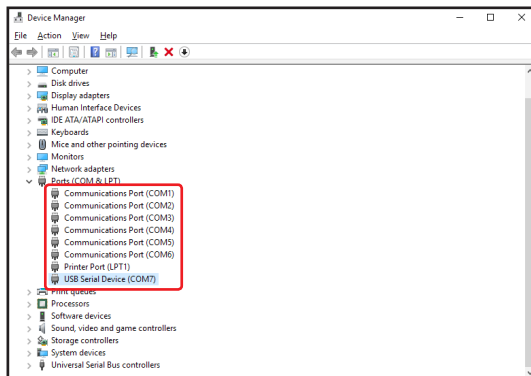 Device Manager
File Action View Help
Computer
Disk drives
Display adapters
Human Interface Devices
IDE ATA/ATAPI controllers
Keyboards
Mice and other pointing devices
Monitors
Network adapters
Ports (COM & LPT)
Communications Port (COM1)
Communications Port (COM2)
Communications Port (COM3)
Communications Port (COM4)
Communications Port (COM5)
Communications Port (COM6)
Printer Port (LPT1)
USB Serial Device (COM7)
Print queues
Processors
Software devices
Sound, video and game controllers
Storage controllers
System devices
Universal Serial Bus controllers